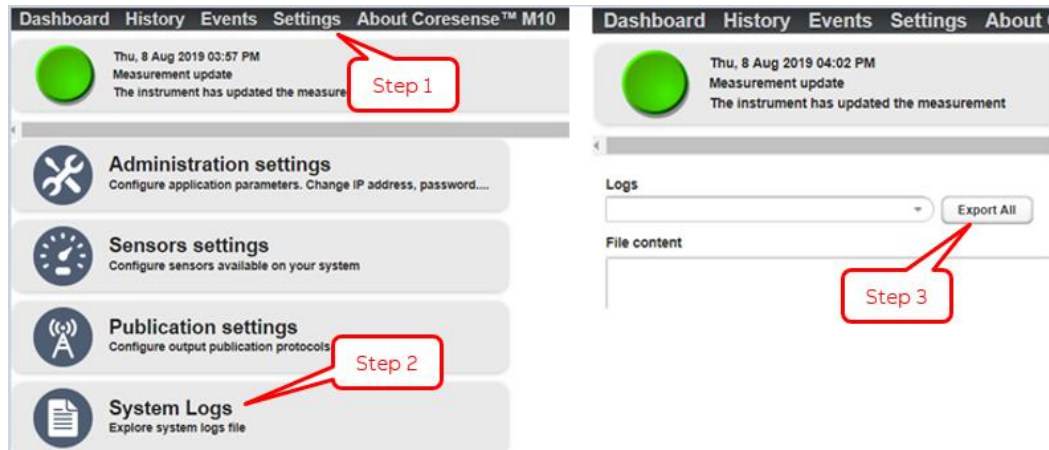 Dashboard History Events Settings About Coresense™ M10
Thu, 8 Aug 2019 03:57 PM
Measurement update
The instrument has updated the measure
Step 1
Administration settings
Configure application parameters. Change IP address, password....
Sensors settings
Configure sensors available on your system
Publication settings
Configure output publication protocols
Step 2
System Logs
Explore system logs file
Dashboard History Events Settings About
Thu, 8 Aug 2019 04:02 PM
Measurement update
The instrument has updated the measurement
Logs
Export All
File content
Step 3